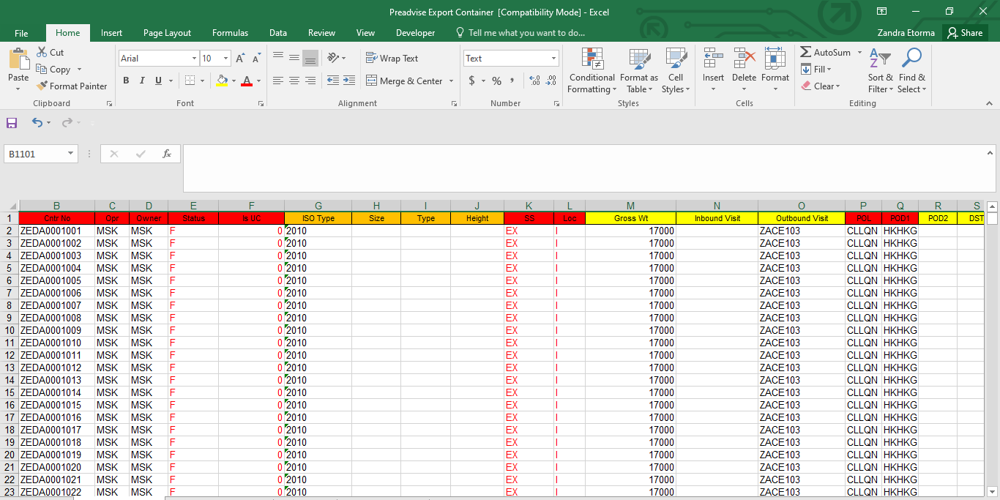 Preadvise Export Container [Compatibility Mode] - Excel
File Home Insert Page Layout Formulas Data Review View Developer Tell me what you want to do... Zandra Etorma Share
Cut
Copy
Format Painter
Paste
Clipboard
Arial 10
B I U A
Font
Wrap Text
Merge & Center
Alignment
Text
$ % ,
Number
Conditional Formatting
Format as Table
Cell Styles
Styles
Insert Delete Format
Cells
AutoSum
Fill
Clear
Sort & Filter
Find & Select
Editing
B1101 fx
B C D E F G H I J K L M N O P Q R S
1 Cntr No Opr Owner Status Is UC ISO Type Size Type Height SS Loc Gross Wt Inbound Visit Outbound Visit POL POD1 POD2 DST
2 ZEDA0001001 MSK MSK F 0 2010 EX I 17000 ZACE103 CLLQN HKHKG
3 ZEDA0001002 MSK MSK F 0 2010 EX I 17000 ZACE103 CLLQN HKHKG
4 ZEDA0001003 MSK MSK F 0 2010 EX I 17000 ZACE103 CLLQN HKHKG
5 ZEDA0001004 MSK MSK F 0 2010 EX I 17000 ZACE103 CLLQN HKHKG
6 ZEDA0001005 MSK MSK F 0 2010 EX I 17000 ZACE103 CLLQN HKHKG
7 ZEDA0001006 MSK MSK F 0 2010 EX I 17000 ZACE103 CLLQN HKHKG
8 ZEDA0001007 MSK MSK F 0 2010 EX I 17000 ZACE103 CLLQN HKHKG
9 ZEDA0001008 MSK MSK F 0 2010 EX I 17000 ZACE103 CLLQN HKHKG
10 ZEDA0001009 MSK MSK F 0 2010 EX I 17000 ZACE103 CLLQN HKHKG
11 ZEDA0001010 MSK MSK F 0 2010 EX I 17000 ZACE103 CLLQN HKHKG
12 ZEDA0001011 MSK MSK F 0 2010 EX I 17000 ZACE103 CLLQN HKHKG
13 ZEDA0001012 MSK MSK F 0 2010 EX I 17000 ZACE103 CLLQN HKHKG
14 ZEDA0001013 MSK MSK F 0 2010 EX I 17000 ZACE103 CLLQN HKHKG
15 ZEDA0001014 MSK MSK F 0 2010 EX I 17000 ZACE103 CLLQN HKHKG
16 ZEDA0001015 MSK MSK F 0 2010 EX I 17000 ZACE103 CLLQN HKHKG
17 ZEDA0001016 MSK MSK F 0 2010 EX I 17000 ZACE103 CLLQN HKHKG
18 ZEDA0001017 MSK MSK F 0 2010 EX I 17000 ZACE103 CLLQN HKHKG
19 ZEDA0001018 MSK MSK F 0 2010 EX I 17000 ZACE103 CLLQN HKHKG
20 ZEDA0001019 MSK MSK F 0 2010 EX I 17000 ZACE103 CLLQN HKHKG
21 ZEDA0001020 MSK MSK F 0 2010 EX I 17000 ZACE103 CLLQN HKHKG
22 ZEDA0001021 MSK MSK F 0 2010 EX I 17000 ZACE103 CLLQN HKHKG
23 ZEDA0001022 MSK MSK F 0 2010 EX I 17000 ZACE103 CLLQN HKHKG